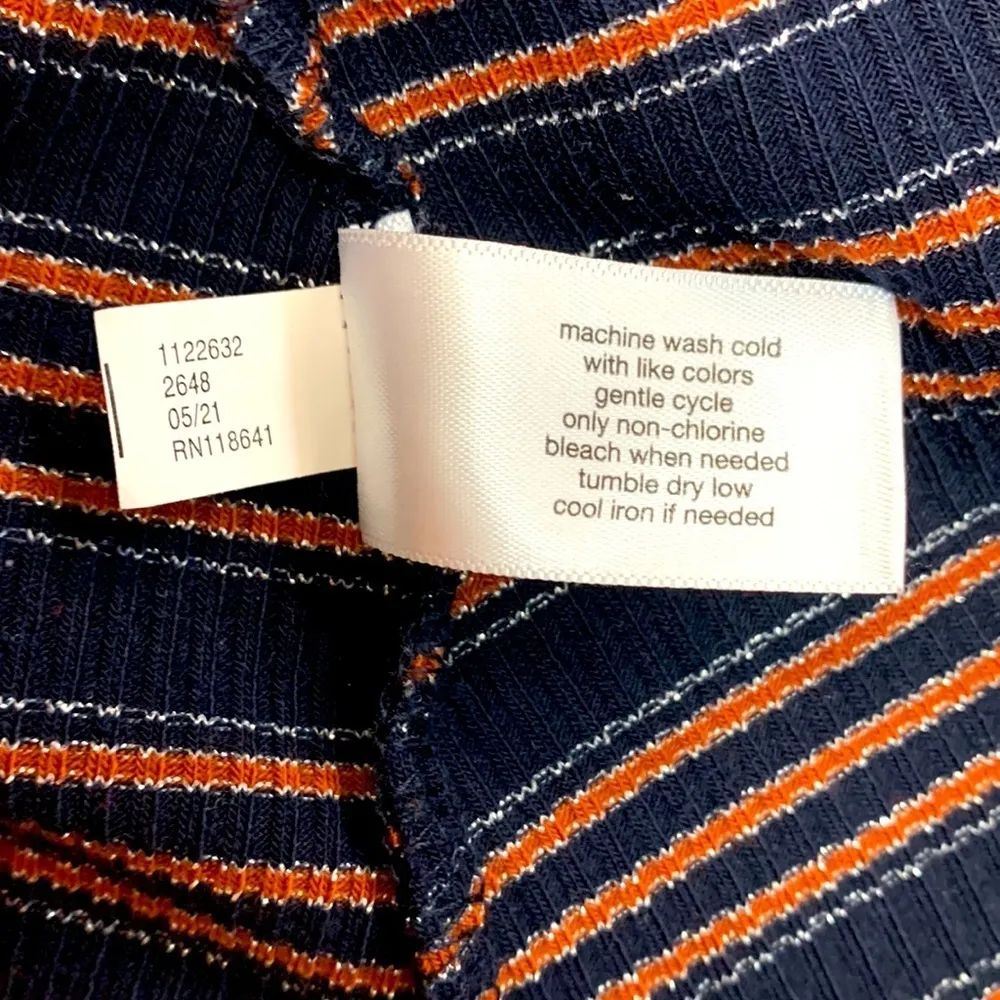 1122632
2648
05/21
RN118641
machine wash cold
with like colors
gentle cycle
only non-chlorine
bleach when needed
tumble dry low
cool iron if needed